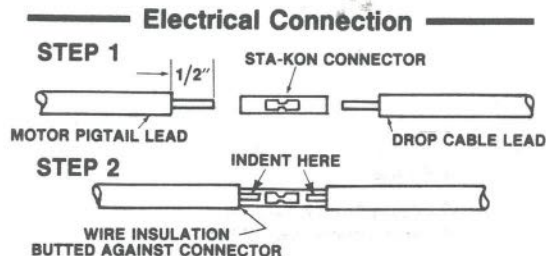 Electrical Connection
STEP 1
1/2"
STA-KON CONNECTOR
MOTOR PIGTAIL LEAD
DROP CABLE LEAD
STEP 2
INDENT HERE
WIRE INSULATION
BUTTED AGAINST CONNECTOR